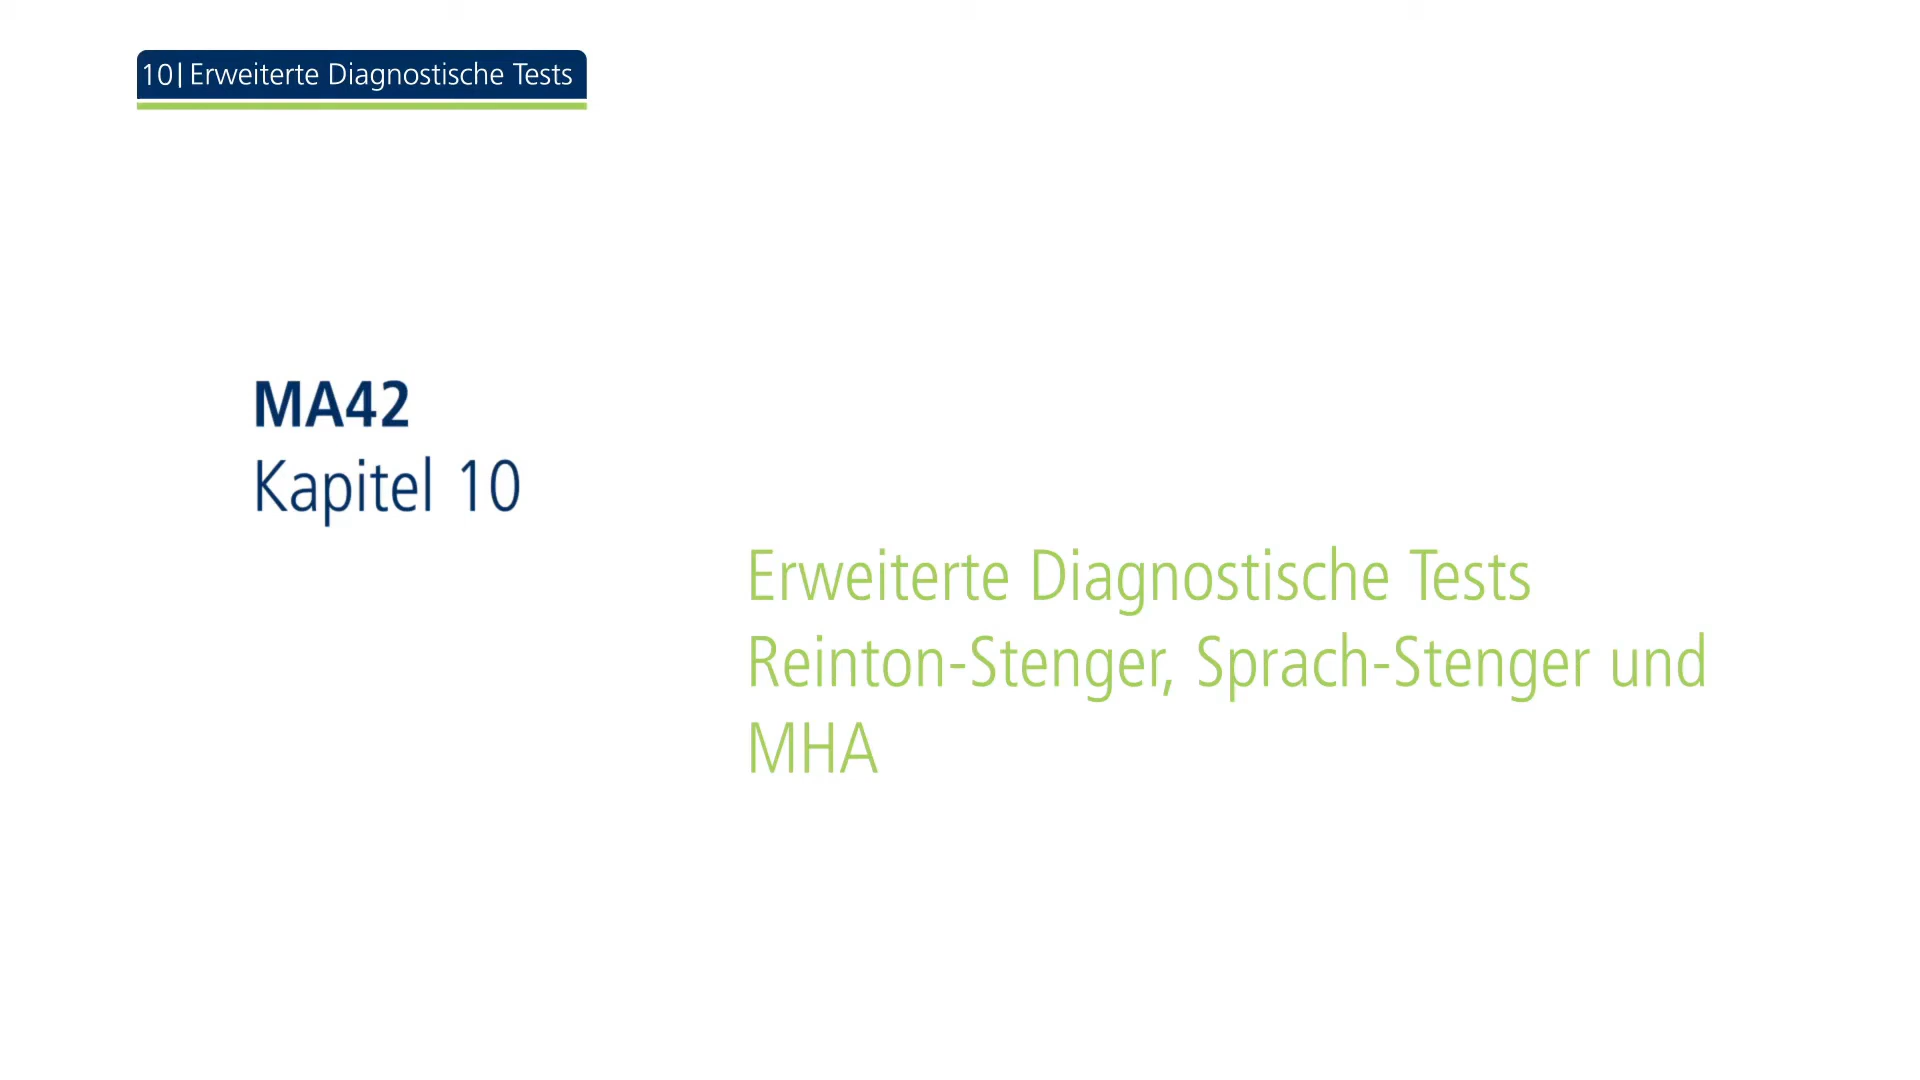 10| Erweiterte Diagnostische Tests
MA42
Kapitel 10
Erweiterte Diagnostische Tests
Reinton-Stenger, Sprach-Stenger und
MHA